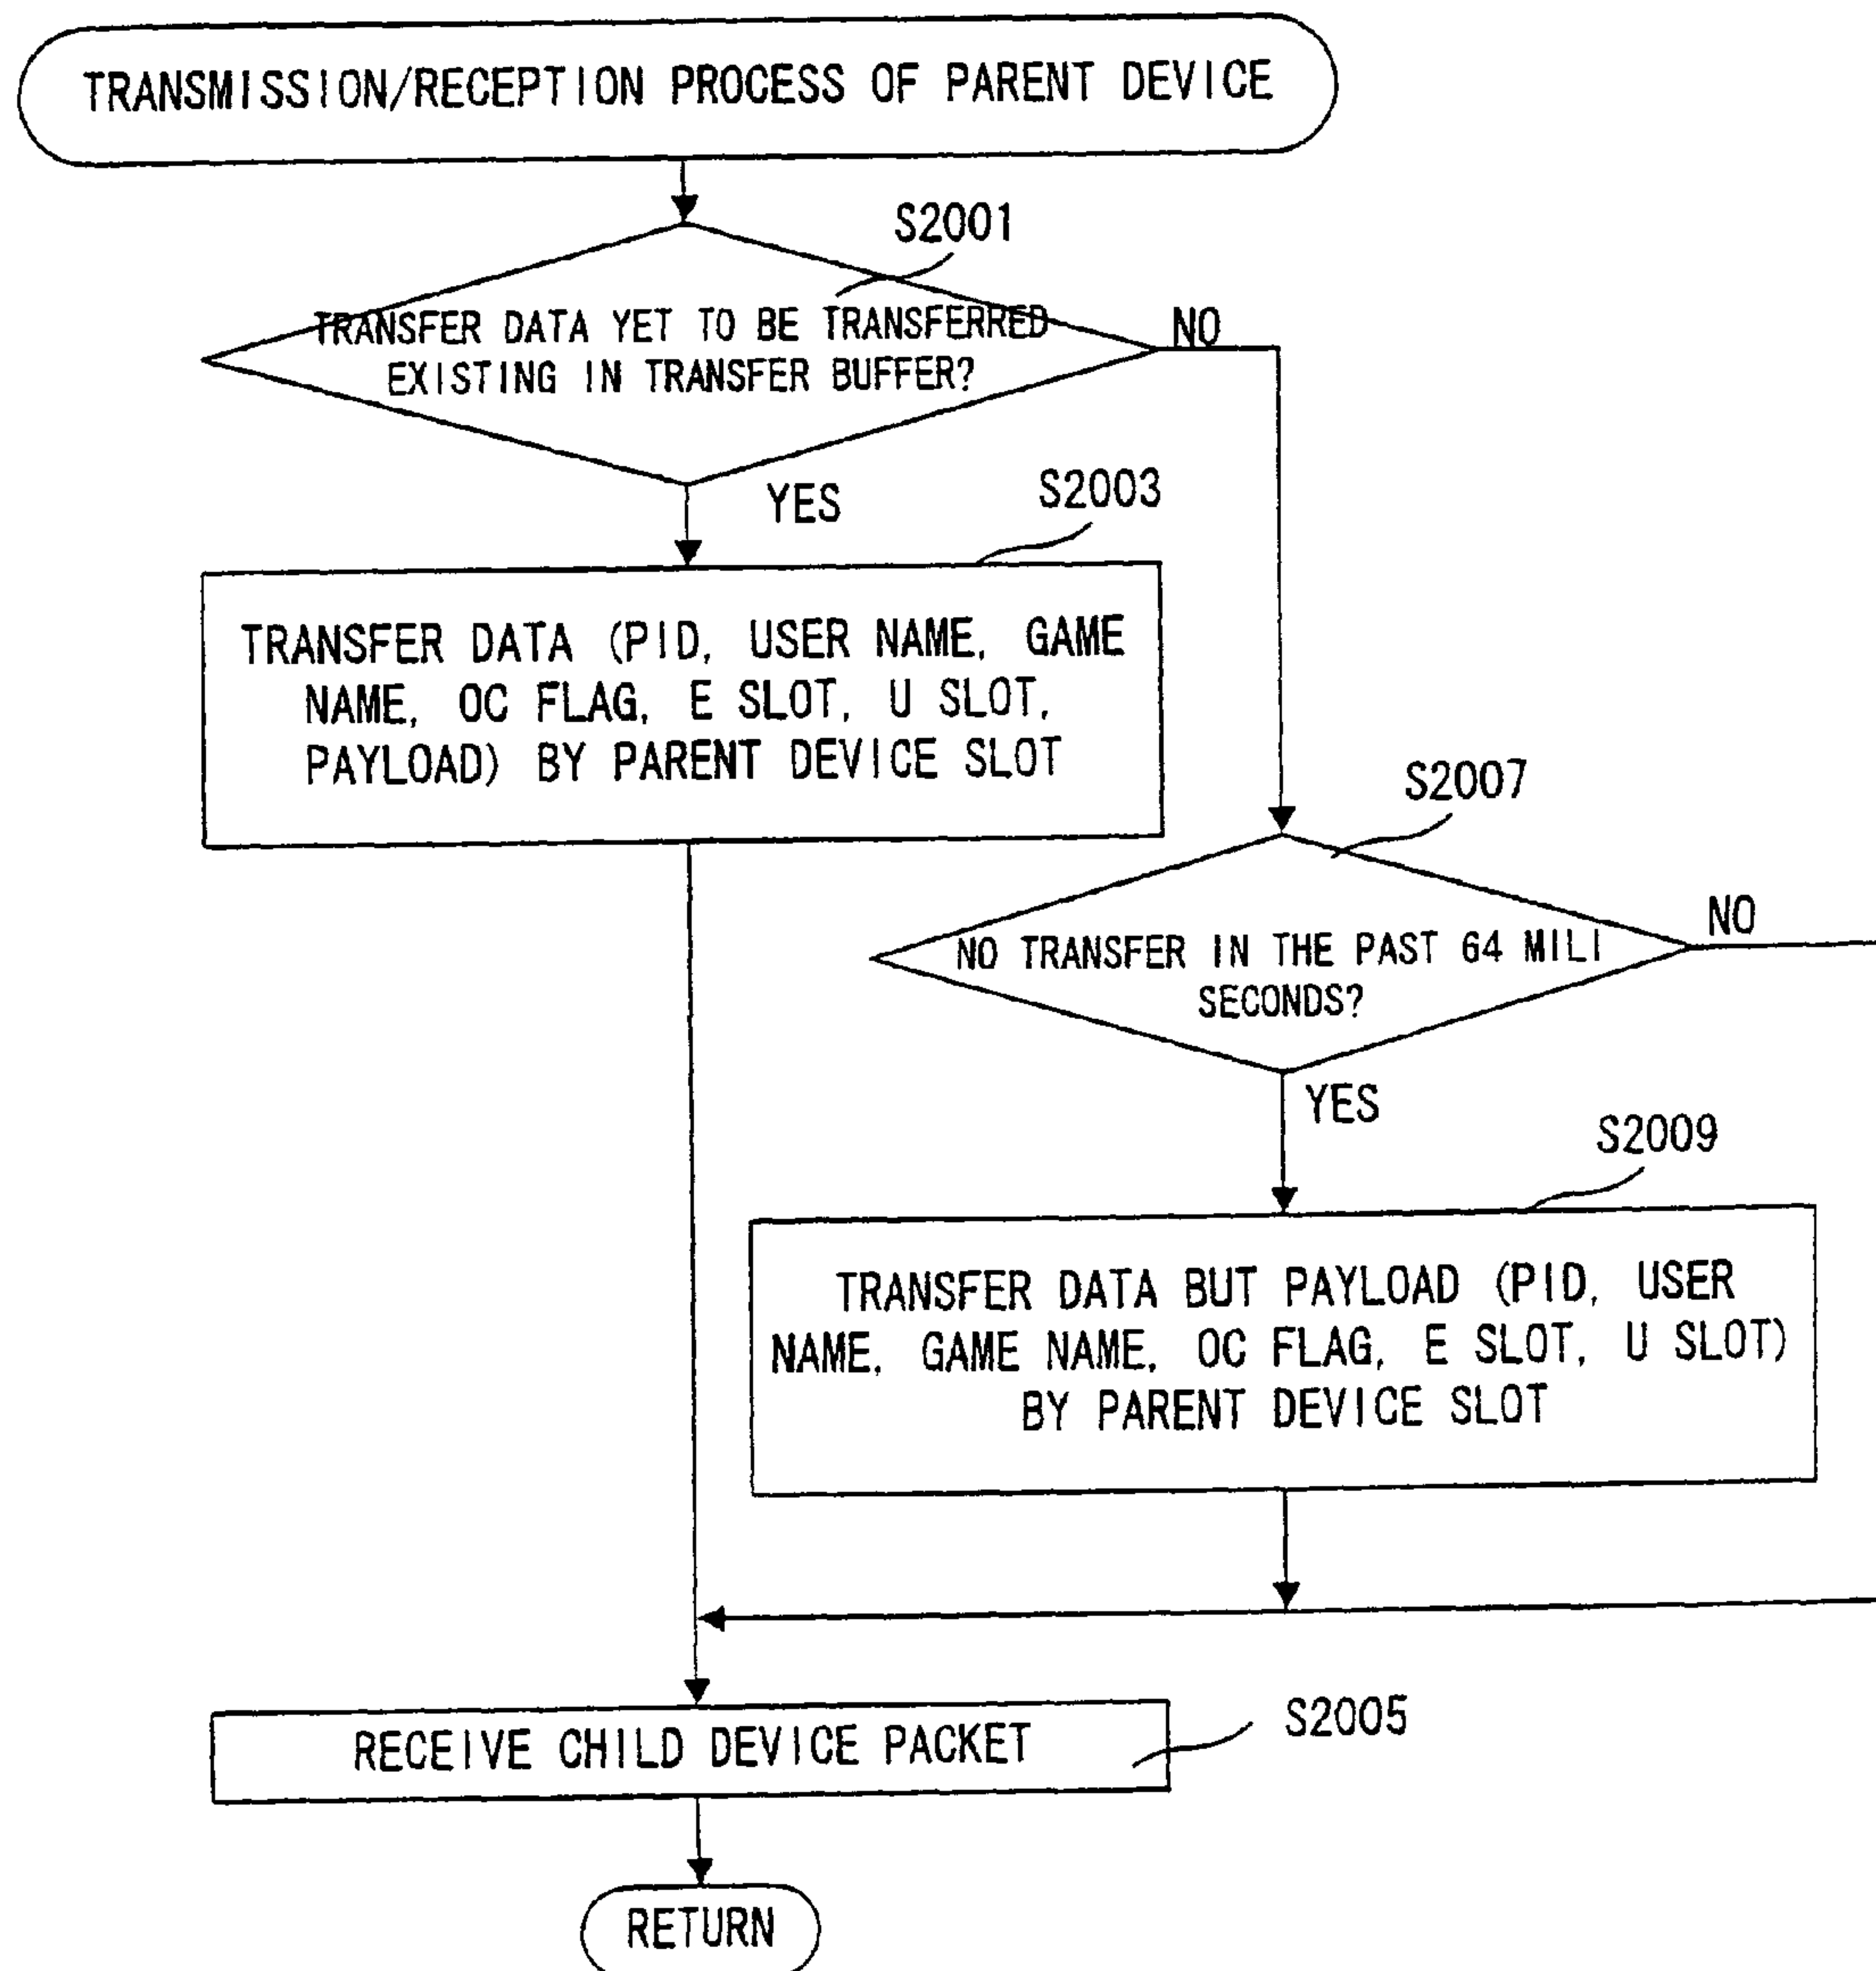 TRANSMISSION/RECEPTION PROCESS OF PARENT DEVICE
S2001
TRANSFER DATA YET TO BE TRANSFERRED
EXISTING IN TRANSFER BUFFER?
NO
YES
S2003
TRANSFER DATA (PID, USER NAME, GAME
NAME, OC FLAG, E SLOT, U SLOT,
PAYLOAD) BY PARENT DEVICE SLOT
S2007
NO TRANSFER IN THE PAST 64 MILI
SECONDS?
NO
YES
S2009
TRANSFER DATA BUT PAYLOAD (PID, USER
NAME, GAME NAME, OC FLAG, E SLOT, U SLOT)
BY PARENT DEVICE SLOT
RECEIVE CHILD DEVICE PACKET
S2005
RETURN